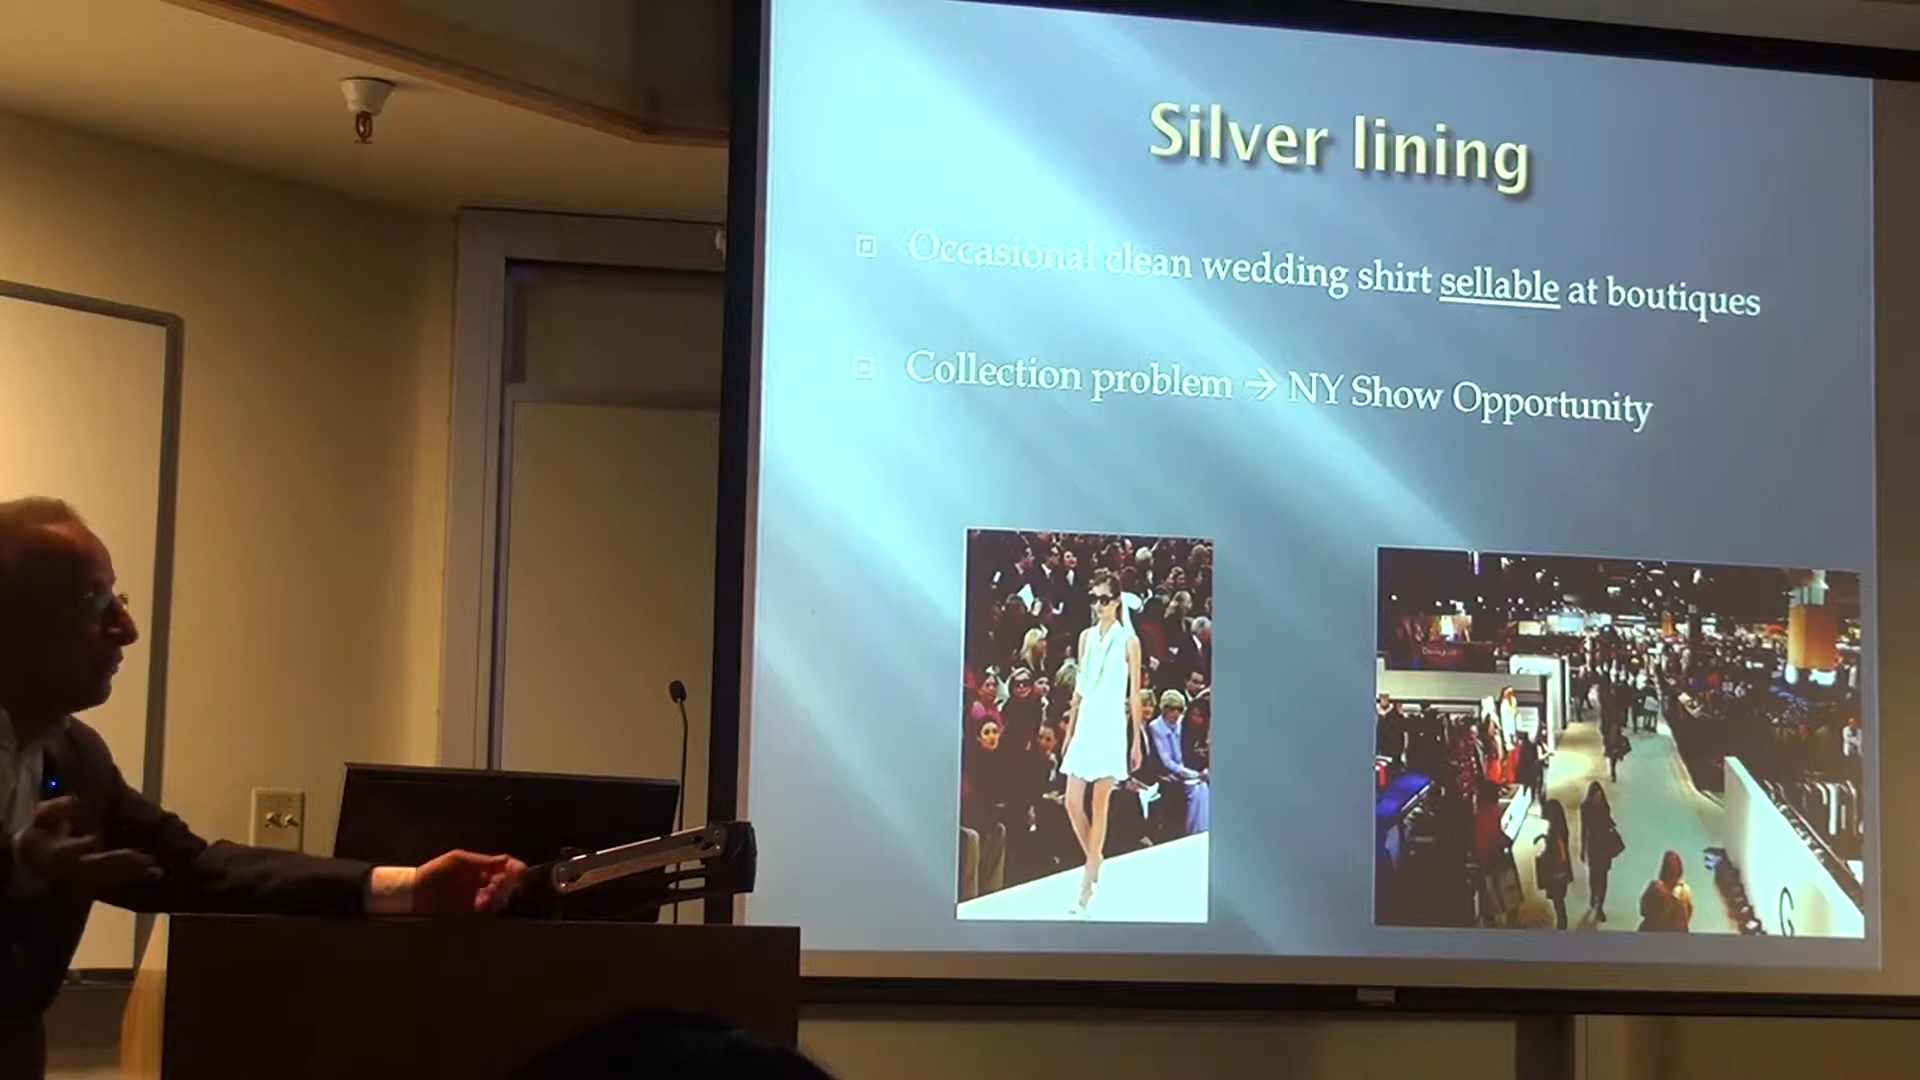 Silver lining
Occasional clean wedding shirt sellable at boutiques
Collection problem → NY Show Opportunity
G